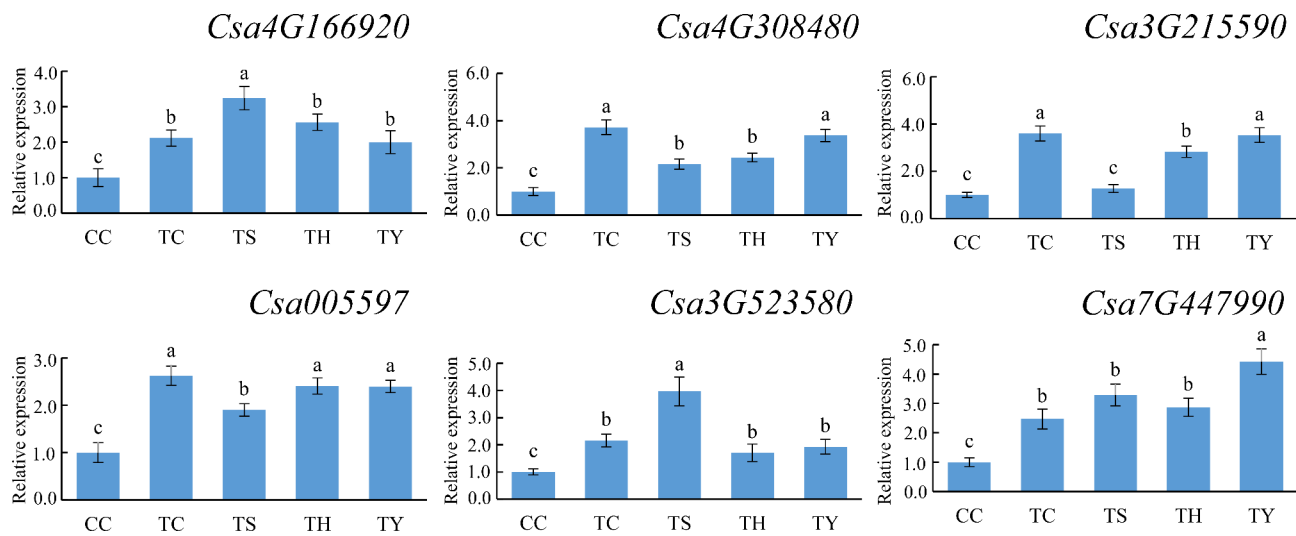 Csa4G166920
Relative expression
4.0
3.0
2.0
1.0
0.0
c
b
a
b
b
CC TC TS TH TY
Csa4G308480
Relative expression
6.0
4.0
2.0
0.0
c
a
b
b
a
CC TC TS TH TY
Csa3G215590
Relative expression
6.0
4.0
2.0
0.0
c
a
c
b
a
CC TC TS TH TY
Csa005597
Relative expression
3.0
2.0
1.0
0.0
c
a
b
a
a
CC TC TS TH TY
Csa3G523580
Relative expression
5.0
4.0
3.0
2.0
1.0
0.0
c
b
a
b
b
CC TC TS TH TY
Csa7G447990
Relative expression
5.0
4.0
3.0
2.0
1.0
0.0
c
b
b
b
a
CC TC TS TH TY